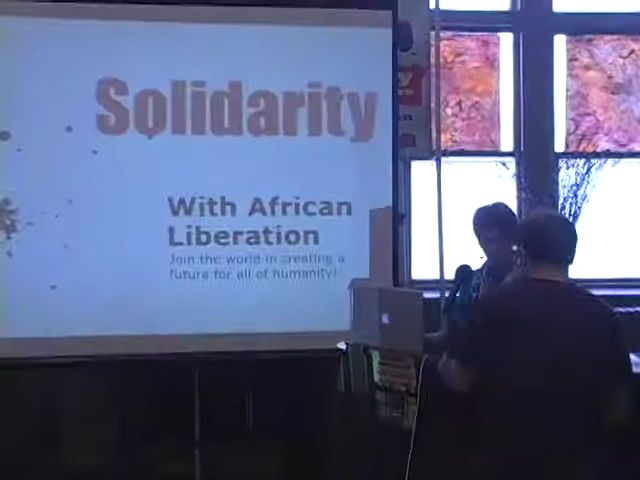 Solidarity
With African
Liberation
Join the world in creating a
future for all of humanity!